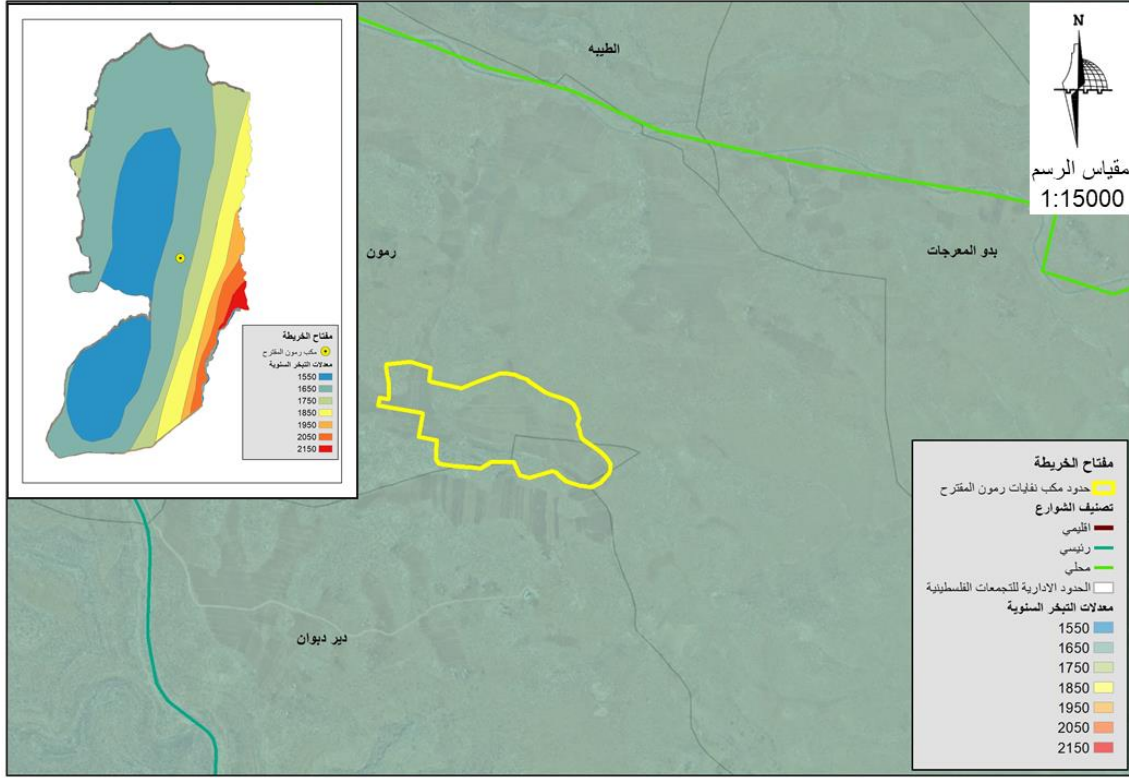 مفتاح الخريطة
مكب رمون المقترح
معدلات التبخر السنوية
1550
1650
1750
1850
1950
2050
2150
الطيبه
N
مقياس الرسم
1:15000
رمون
بدو المعرجات
دير دبوان
مفتاح الخريطة
حدود مكب نفايات رمون المقترح
تصنيف الشوارع
اقليمي
رئيسي
محلي
الحدود الادارية للتجمعات الفلسطينية
معدلات التبخر السنوية
1550
1650
1750
1850
1950
2050
2150